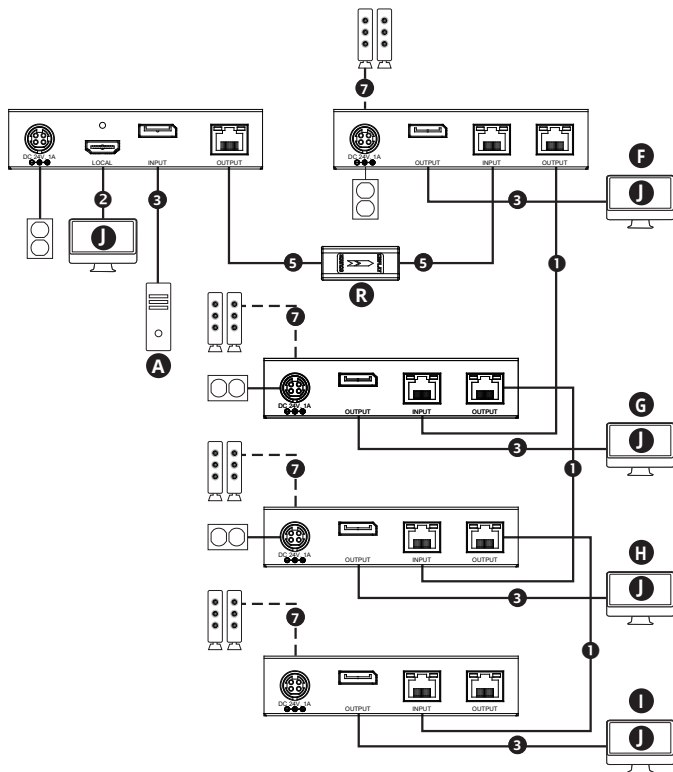 7
DC 24V 1A
LOCAL
INPUT
OUTPUT
DC 24V 1A
OUTPUT
INPUT
OUTPUT
F
J
2
3
3
J
5
5
1
R
A
7
DC 24V 1A
OUTPUT
INPUT
OUTPUT
G
J
3
1
7
DC 24V 1A
OUTPUT
INPUT
OUTPUT
H
J
3
1
7
DC 24V 1A
OUTPUT
INPUT
OUTPUT
I
J
3